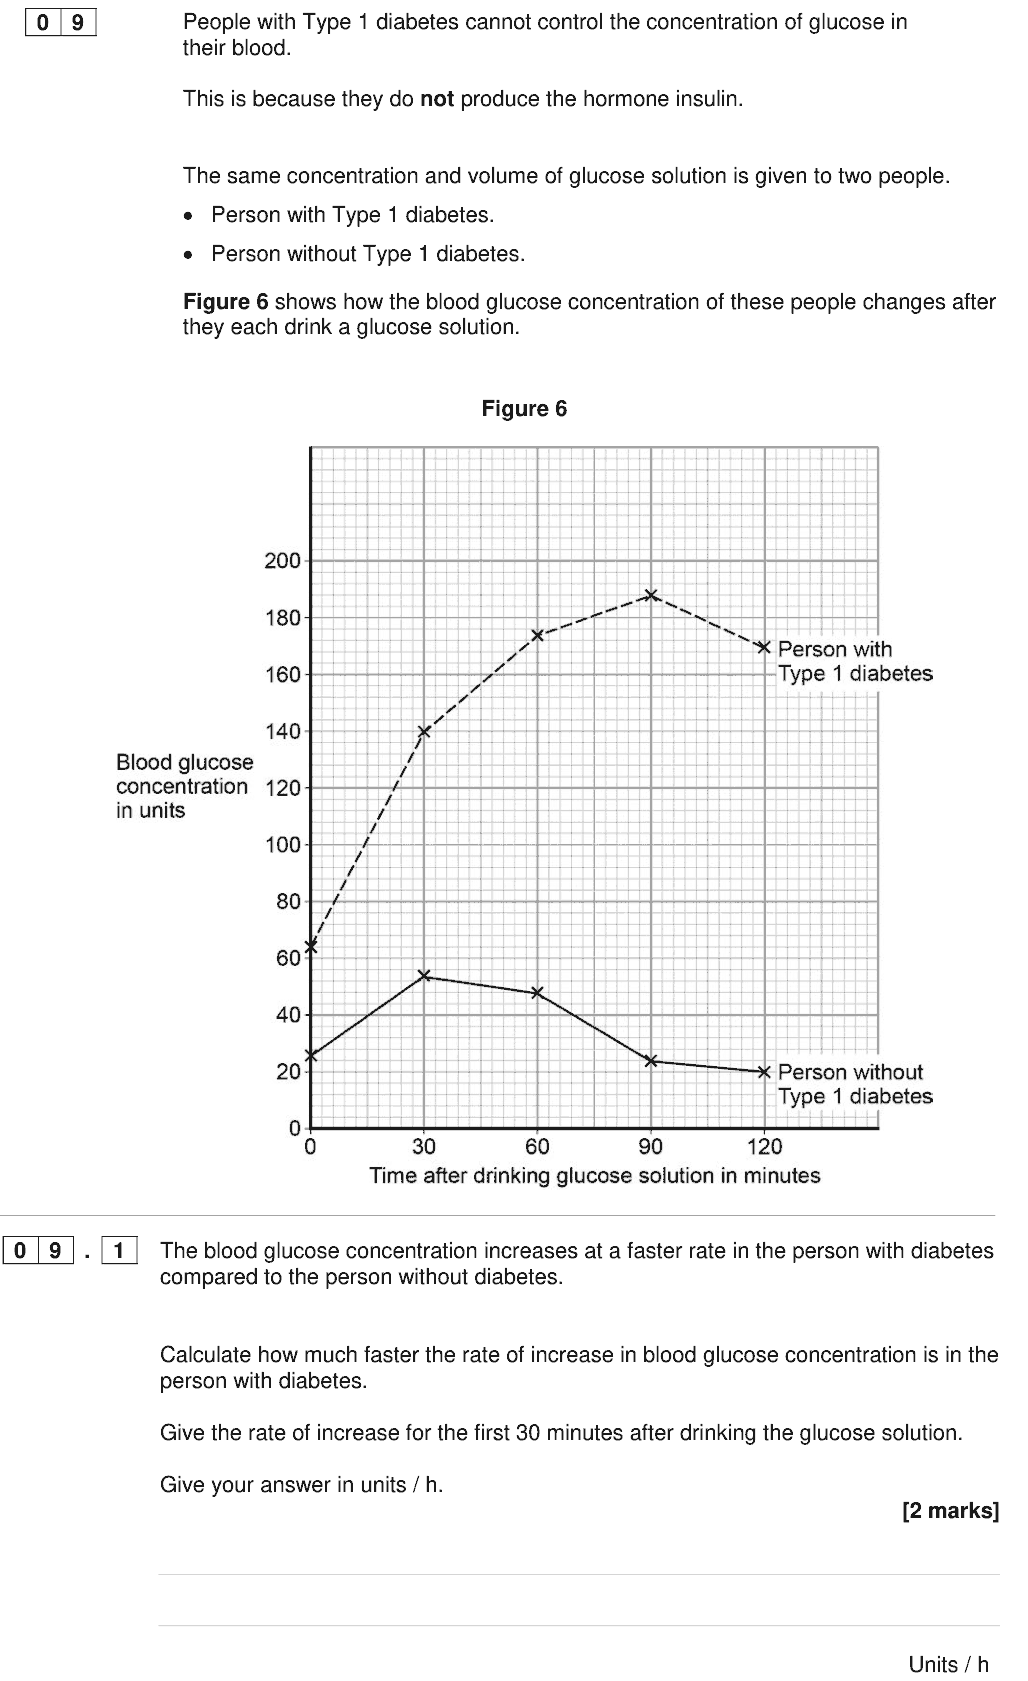 0 9
People with Type 1 diabetes cannot control the concentration of glucose in
their blood.
This is because they do not produce the hormone insulin.
The same concentration and volume of glucose solution is given to two people.
• Person with Type 1 diabetes.
• Person without Type 1 diabetes.
Figure 6 shows how the blood glucose concentration of these people changes after
they each drink a glucose solution.
Figure 6
200
180
160
140
120
100
80
60
40
20
0
Blood glucose
concentration
in units
Person with
Type 1 diabetes
Person without
Type 1 diabetes
0 30 60 90 120
Time after drinking glucose solution in minutes
0 9 . 1
The blood glucose concentration increases at a faster rate in the person with diabetes
compared to the person without diabetes.
Calculate how much faster the rate of increase in blood glucose concentration is in the
person with diabetes.
Give the rate of increase for the first 30 minutes after drinking the glucose solution.
Give your answer in units / h.
[2 marks]
Units / h